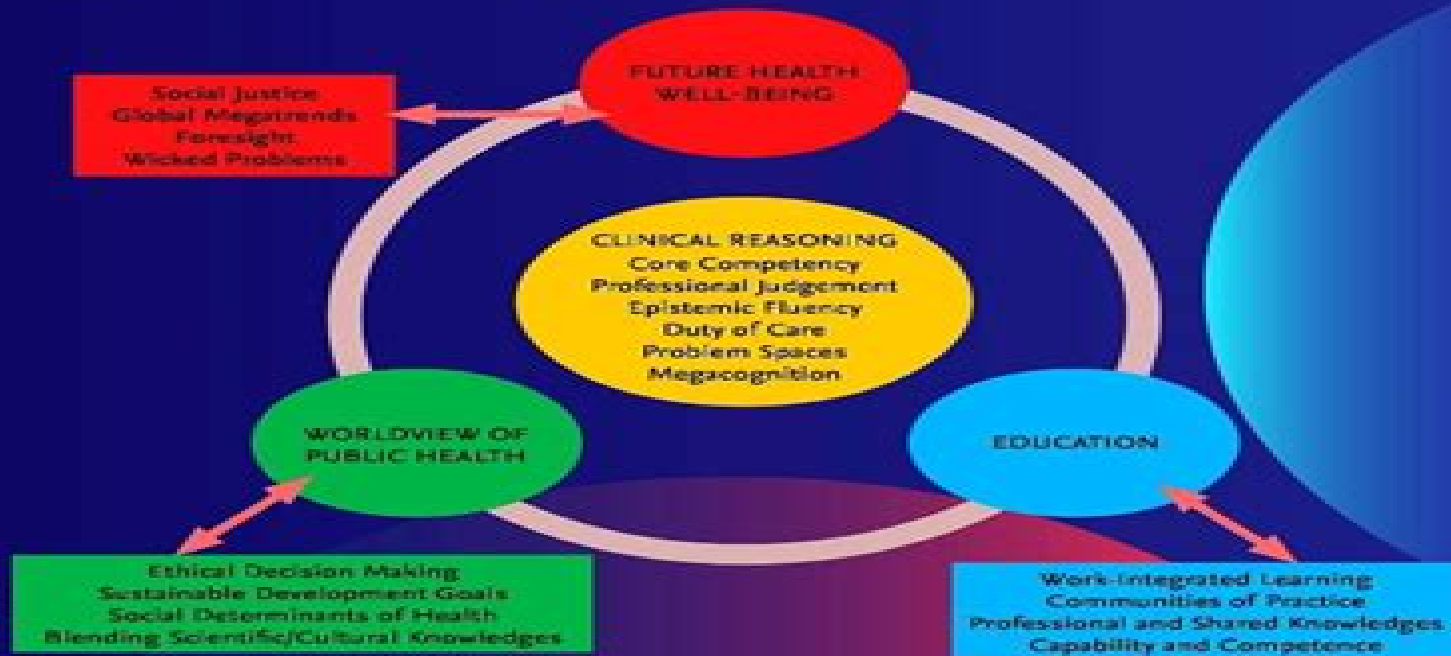 FUTURE HEALTH
WELL-BEING
Social Justice
Global Megatrends
Foresight
Wicked Problems
CLINICAL REASONING
Core Competency
Professional Judgement
Epistemic Fluency
Duty of Care
Problem Spaces
Megacognition
WORLDVIEW OF
PUBLIC HEALTH
EDUCATION
Ethical Decision Making
Sustainable Development Goals
Social Determinants of Health
Blending Scientific/Cultural Knowledges
Work-Integrated Learning
Communities of Practice
Professional and Shared Knowledges
Capability and Competence